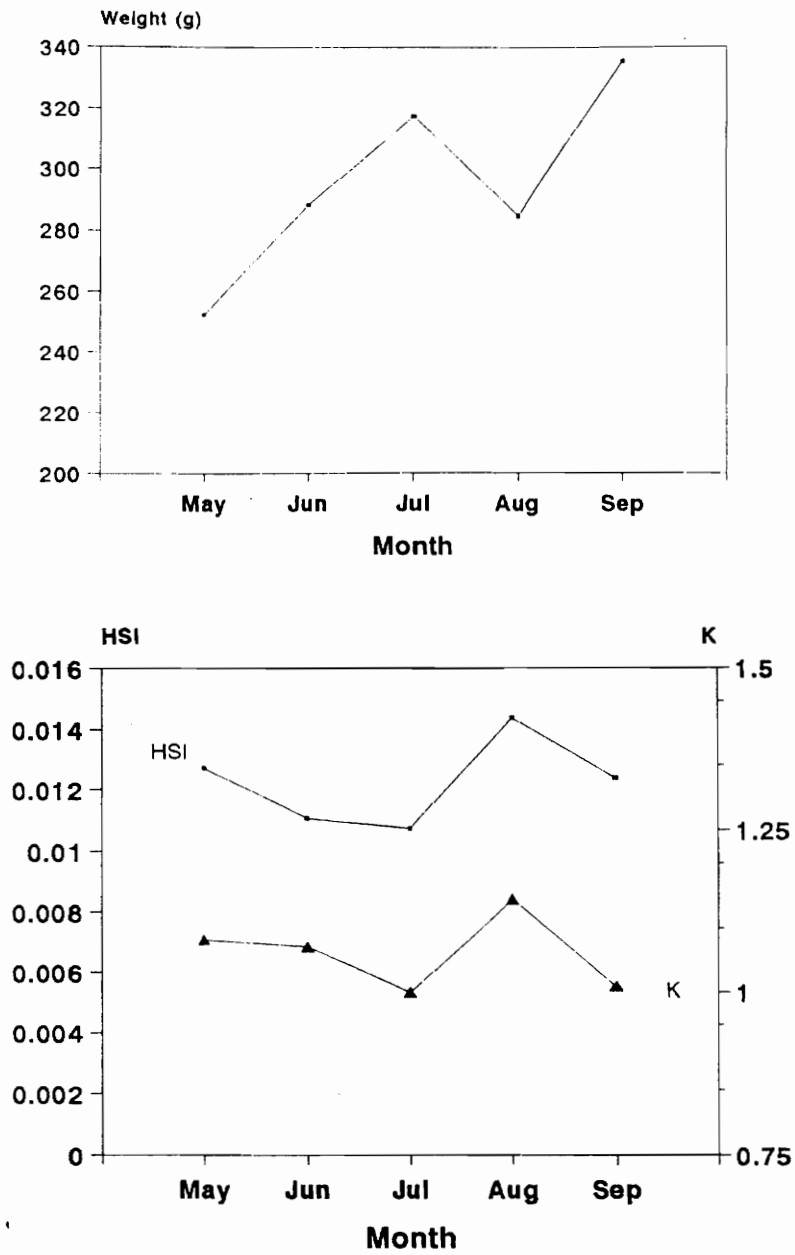 Weight (g)
340
320
300
280
260
240
220
200
May Jun Jul Aug Sep
Month
HSI K
0.016 1.5
0.014
HSI
0.012
0.01 1.25
0.008
0.006 1
K
0.004
0.002
0 0.75
May Jun Jul Aug Sep
Month